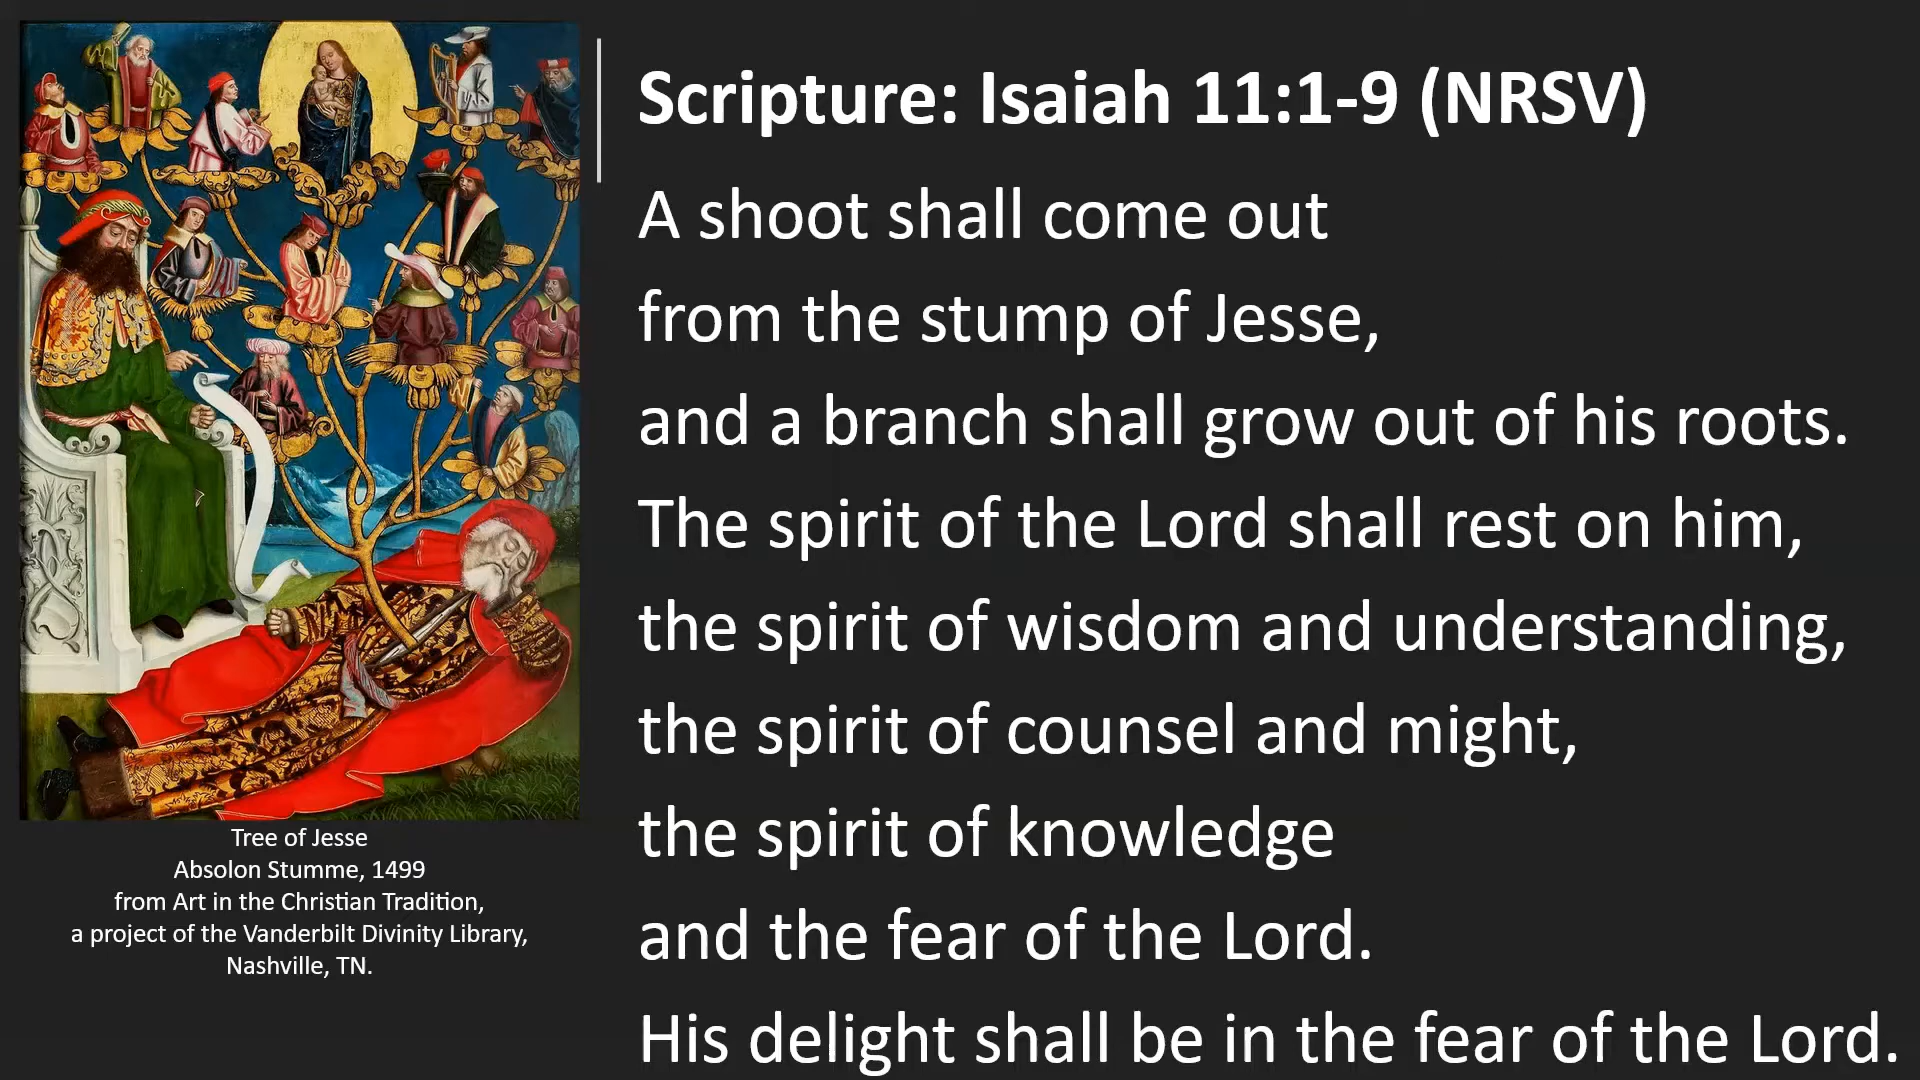 Scripture: Isaiah 11:1-9 (NRSV)
A shoot shall come out
from the stump of Jesse,
and a branch shall grow out of his roots.
The spirit of the Lord shall rest on him,
the spirit of wisdom and understanding,
the spirit of counsel and might,
the spirit of knowledge
and the fear of the Lord.
His delight shall be in the fear of the Lord.
Tree of Jesse
Absolon Stumme, 1499
from Art in the Christian Tradition,
a project of the Vanderbilt Divinity Library,
Nashville, TN.